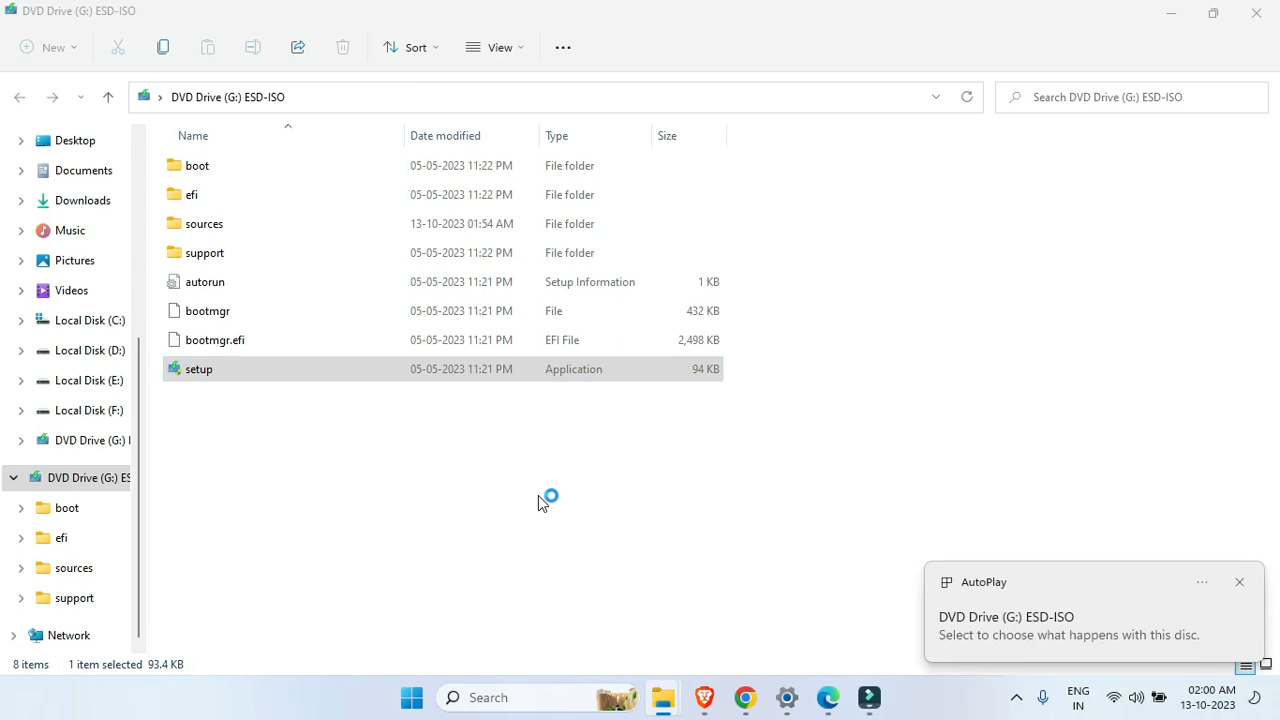 DVD Drive (G:) ESD-ISO
New
Sort
View
DVD Drive (G:) ESD-ISO
Search DVD Drive (G:) ESD-ISO
Name Date modified Type Size
boot 05-05-2023 11:22 PM File folder
efi 05-05-2023 11:22 PM File folder
sources 13-10-2023 01:54 AM File folder
support 05-05-2023 11:22 PM File folder
autorun 05-05-2023 11:21 PM Setup Information 1 KB
bootmgr 05-05-2023 11:21 PM File 432 KB
bootmgr.efi 05-05-2023 11:21 PM EFI File 2,498 KB
setup 05-05-2023 11:21 PM Application 94 KB
Desktop
Documents
Downloads
Music
Pictures
Videos
Local Disk (C:)
Local Disk (D:)
Local Disk (E:)
Local Disk (F:)
DVD Drive (G:)
DVD Drive (G:) ES
boot
efi
sources
support
Network
AutoPlay
DVD Drive (G:) ESD-ISO
Select to choose what happens with this disc.
8 items 1 item selected 93.4 KB
Search
ENG
IN
02:00 AM
13-10-2023